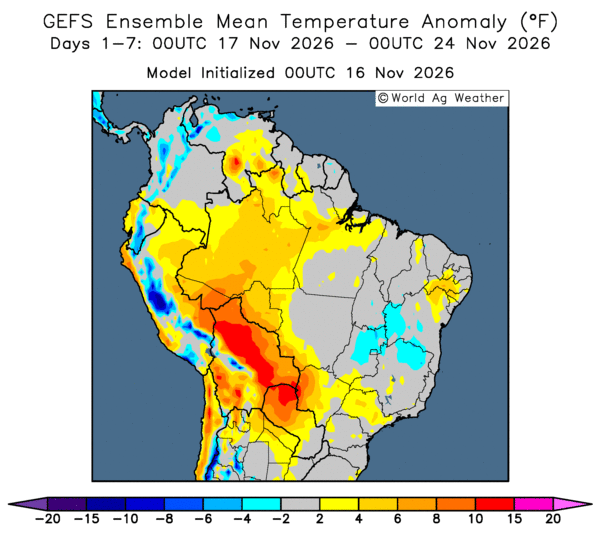 GEFS Ensemble Mean Temperature Anomaly (°F)
Days 1–7: 00UTC 17 Nov 2026 – 00UTC 24 Nov 2026
Model Initialized 00UTC 16 Nov 2026
© World Ag Weather
−20 −15 −10 −8 −6 −4 −2 2 4 6 8 10 15 20